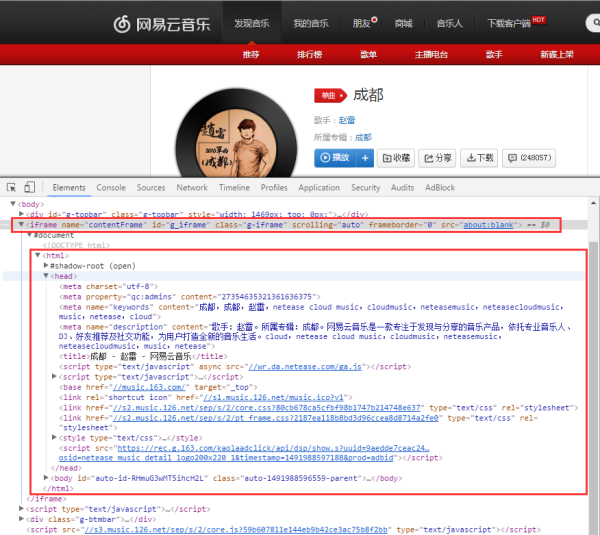 网易云音乐
发现音乐 我的音乐 朋友 商城 音乐人 下载客户端 HOT
推荐 排行榜 歌单 主播电台 歌手 新碟上架
单曲 成都
歌手：赵雷
所属专辑：成都
播放 + 收藏 分享 下载 (248057)
赵雷
2016单曲
《成都》
Elements Console Sources Network Timeline Profiles Application Security Audits AdBlock
▼<body>
▶<div id="g-topbar" class="g-topbar" style="width: 1469px; top: 0px;">…</div>
▼<iframe name="contentFrame" id="g_iframe" class="g-iframe" scrolling="auto" frameborder="0" src="about:blank"> == $0
▼#document
<!DOCTYPE html>
▼<html>
▶#shadow-root (open)
▼<head>
<meta charset="utf-8">
<meta property="qc:admins" content="27354635321361636375">
<meta name="keywords" content="成都，成都，赵雷，netease cloud music, cloudmusic, neteasemusic, neteasecloudmusic,
music, netease, cloud">
<meta name="description" content="歌手：赵雷。所属专辑：成都。网易云音乐是一款专注于发现与分享的音乐产品，依托专业音乐人、
DJ、好友推荐及社交功能，为用户打造全新的音乐生活。cloud, netease cloud music, cloudmusic, neteasemusic,
neteasecloudmusic, music, netease">
<title>成都 - 赵雷 - 网易云音乐</title>
<script type="text/javascript" async src="//wr.da.netease.com/ga.js"></script>
▶<script type="text/javascript">…</script>
<base href="//music.163.com/" target="_top">
<link rel="shortcut icon" href="//s1.music.126.net/music.ico?v1">
<link href="//s2.music.126.net/sep/s/2/core.css?80cb678ca5cfbf98b1747b214748e637" type="text/css" rel="stylesheet">
<link href="//s2.music.126.net/sep/s/2/pt_frame.css?2187ea118b8bd3d96ccea8d8714a2fe0" type="text/css" rel=
"stylesheet">
▶<style type="text/css">…</style>
<script src="https://rec.g.163.com/kaolaadclick/api/dsp/show.s?uuid=9aedde7ceac24…
osid=netease_music_detail_logo200x220_1&timestamp=1491988597188&prod=adbid"></script>
</head>
▶<body id="auto-id-RHmuG3wMT5ihcH2L" class="auto-1491988596559-parent">…</body>
</html>
</iframe>
▶<script type="text/javascript">…</script>
▶<div class="g-btmbar">…</div>
<script src="//s3.music.126.net/sep/s/2/core.js?59b607811e144eb9b42ce3ac75b8f2bb" type="text/javascript"></script>